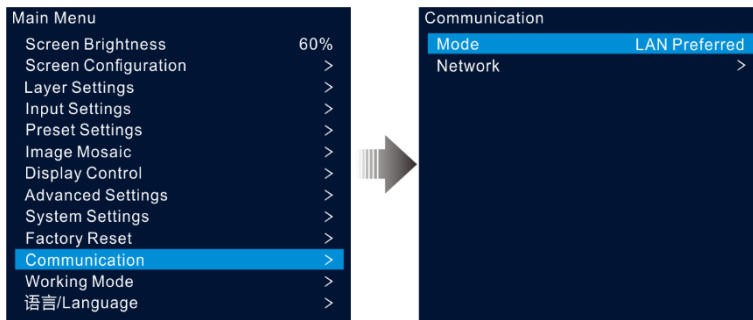 Main Menu
Screen Brightness 60%
Screen Configuration >
Layer Settings >
Input Settings >
Preset Settings >
Image Mosaic >
Display Control >
Advanced Settings >
System Settings >
Factory Reset >
Communication >
Working Mode >
语言/Language >
Communication
Mode LAN Preferred
Network >